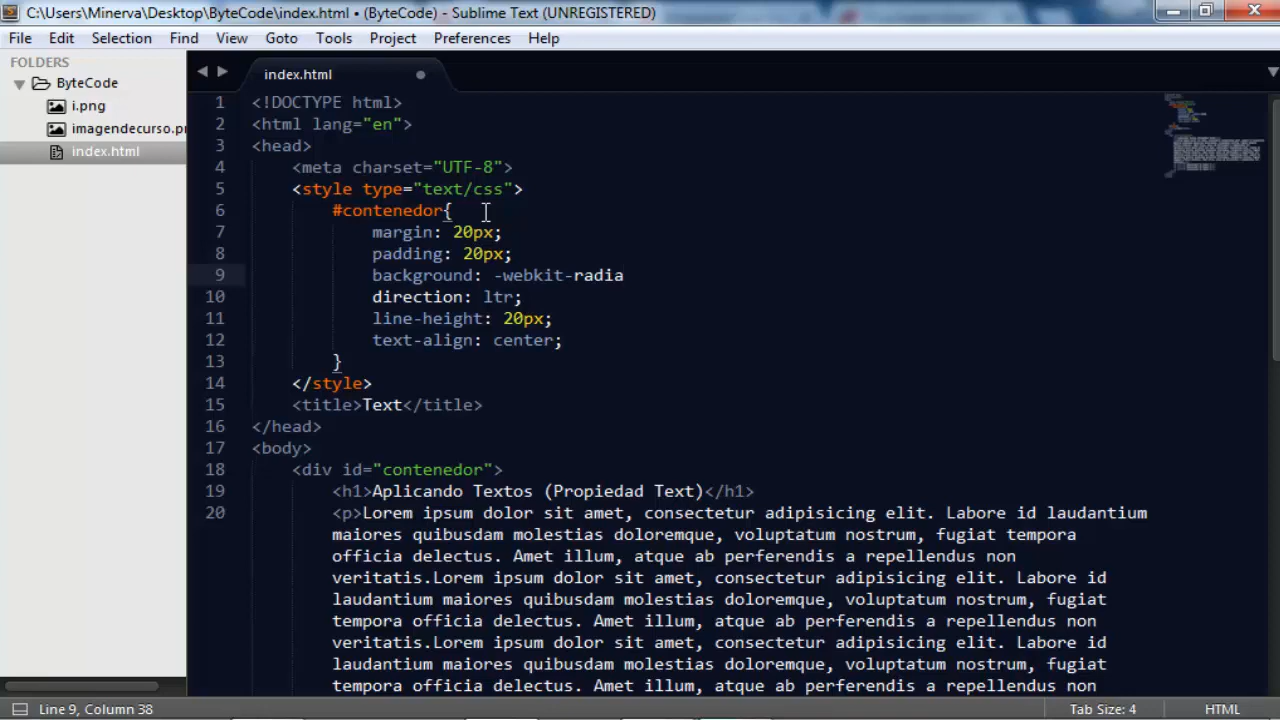 C:\Users\Minerva\Desktop\ByteCode\index.html • (ByteCode) - Sublime Text (UNREGISTERED)
File Edit Selection Find View Goto Tools Project Preferences Help
FOLDERS
ByteCode
i.png
imagendecurso.pr
index.html
index.html
1 <!DOCTYPE html>
2 <html lang="en">
3 <head>
4 <meta charset="UTF-8">
5 <style type="text/css">
6 #contenedor{
7 margin: 20px;
8 padding: 20px;
9 background: -webkit-radia
10 direction: ltr;
11 line-height: 20px;
12 text-align: center;
13 }
14 </style>
15 <title>Text</title>
16 </head>
17 <body>
18 <div id="contenedor">
19 <h1>Aplicando Textos (Propiedad Text)</h1>
20 <p>Lorem ipsum dolor sit amet, consectetur adipisicing elit. Labore id laudantium
maiores quibusdam molestias doloremque, voluptatum nostrum, fugiat tempora
officia delectus. Amet illum, atque ab perferendis a repellendus non
veritatis.Lorem ipsum dolor sit amet, consectetur adipisicing elit. Labore id
laudantium maiores quibusdam molestias doloremque, voluptatum nostrum, fugiat
tempora officia delectus. Amet illum, atque ab perferendis a repellendus non
veritatis.Lorem ipsum dolor sit amet, consectetur adipisicing elit. Labore id
laudantium maiores quibusdam molestias doloremque, voluptatum nostrum, fugiat
tempora officia delectus. Amet illum, atque ab perferendis a repellendus non
Line 9, Column 38
Tab Size: 4
HTML